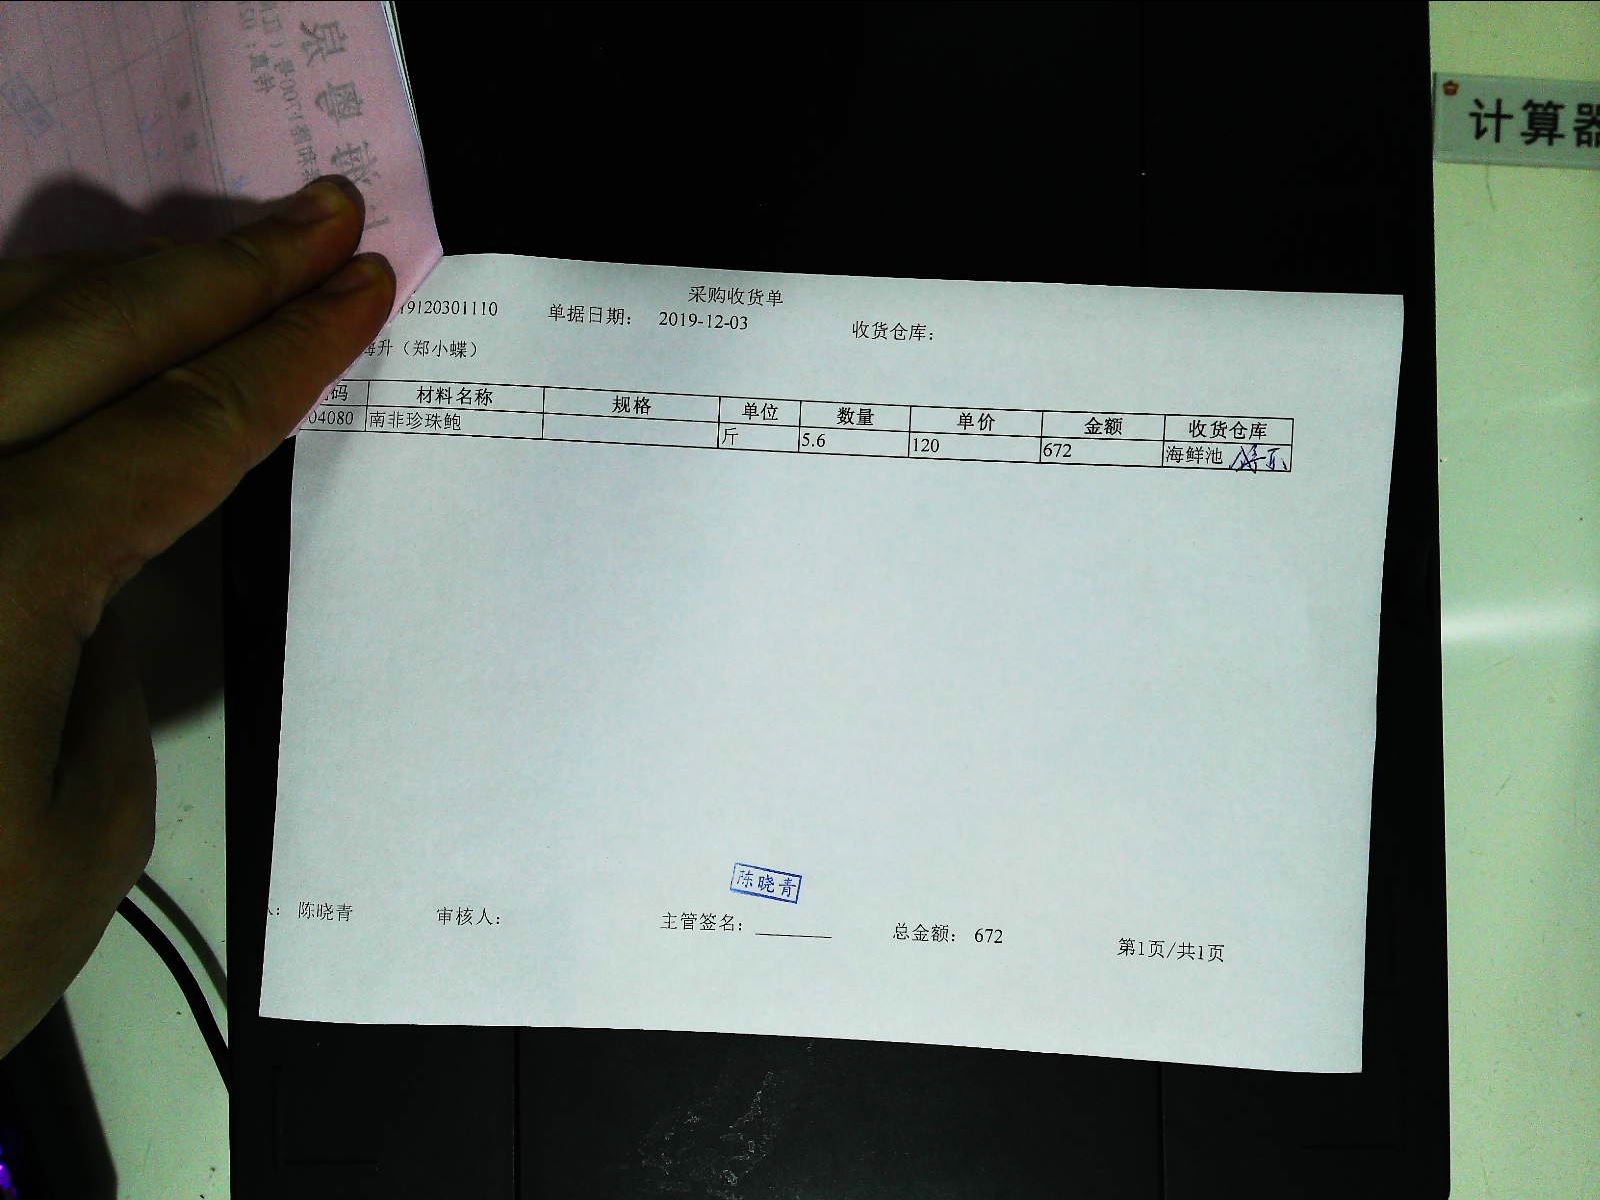 计算器
采购收货单
19120301110 单据日期： 2019-12-03 收货仓库：
海升（郑小蝶）
码 材料名称 规格 单位 数量 单价 金额 收货仓库
04080 南非珍珠鲍 斤 5.6 120 672 海鲜池
陈晓青
： 陈晓青 审核人： 主管签名： 总金额： 672 第1页/共1页